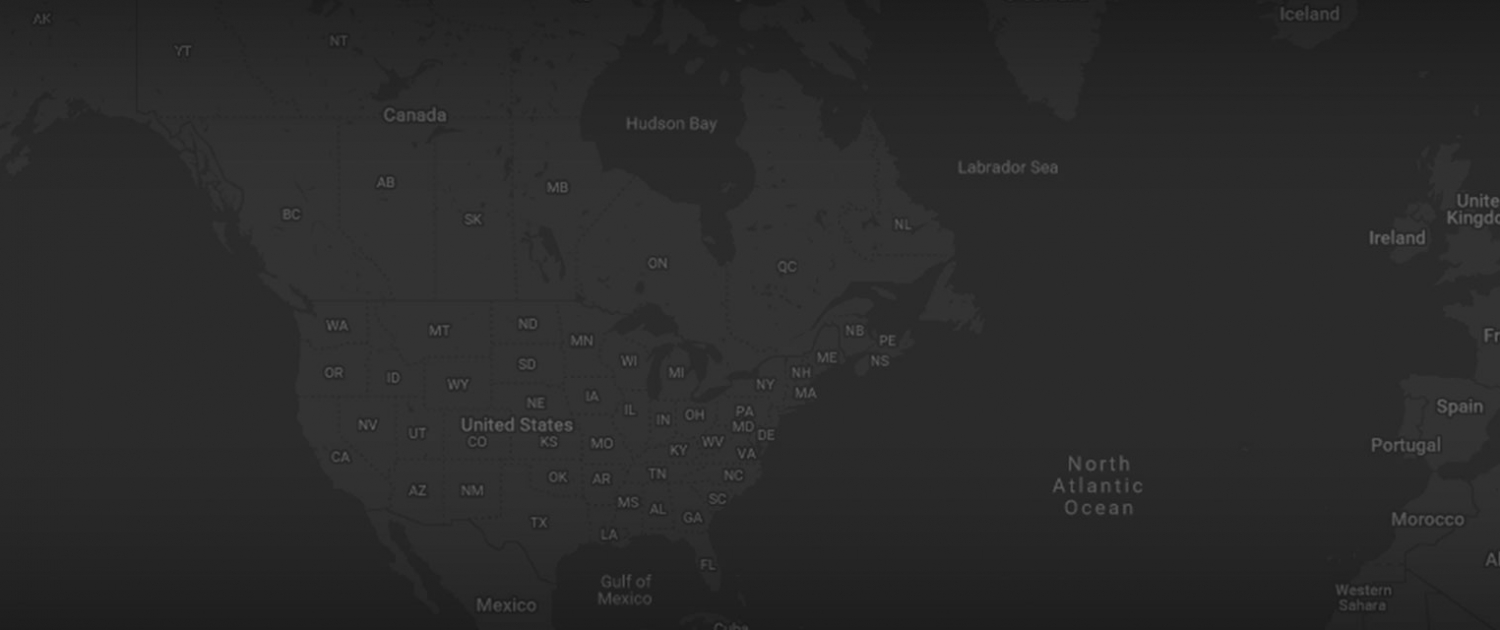 AK
Iceland
NT
YT
Canada
Hudson Bay
Labrador Sea
AB
MB
BC
SK
NL
United
Kingdo
Ireland
ON
QC
WA
MT
ND
MN
NB
PE
WI
ME
NS
SD
OR
ID
WY
MI
NH
NY
MA
NE
IA
IL
IN
OH
PA
MD
DE
Spain
NV
UT
United States
CO
KS
MO
KY
WV
VA
Portugal
CA
North
Atlantic
Ocean
OK
AR
TN
NC
AZ
NM
MS
AL
SC
GA
TX
Morocco
LA
FL
Gulf of
Mexico
Mexico
Western
Sahara